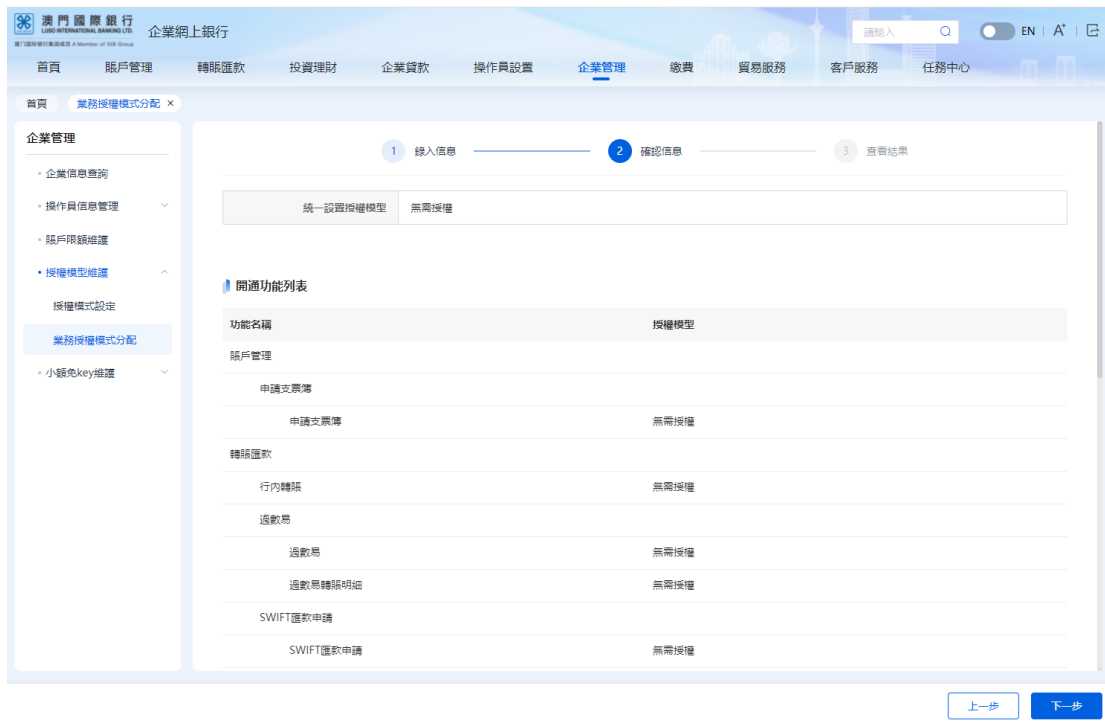 澳門國際銀行
LUSO INTERNATIONAL BANKING LTD.
廈门国际银行集团成员 A Member of XIB Group
企業網上銀行
請輸入
EN
A+
首頁 賬戶管理 轉賬匯款 投資理財 企業貸款 操作員設置 企業管理 繳費 貿易服務 客戶服務 任務中心
首頁 業務授權模式分配 ×
企業管理
企業信息查詢
操作員信息管理
賬戶限額維護
授權模型維護
授權模式設定
業務授權模式分配
小額免key維護
1 錄入信息 2 確認信息 3 查看結果
統一設置授權模型 無需授權
開通功能列表
功能名稱 授權模型
賬戶管理
申請支票簿
申請支票簿 無需授權
轉賬匯款
行内轉賬 無需授權
過數易
過數易 無需授權
過數易轉賬明細 無需授權
SWIFT匯款申請
SWIFT匯款申請 無需授權
上一步 下一步